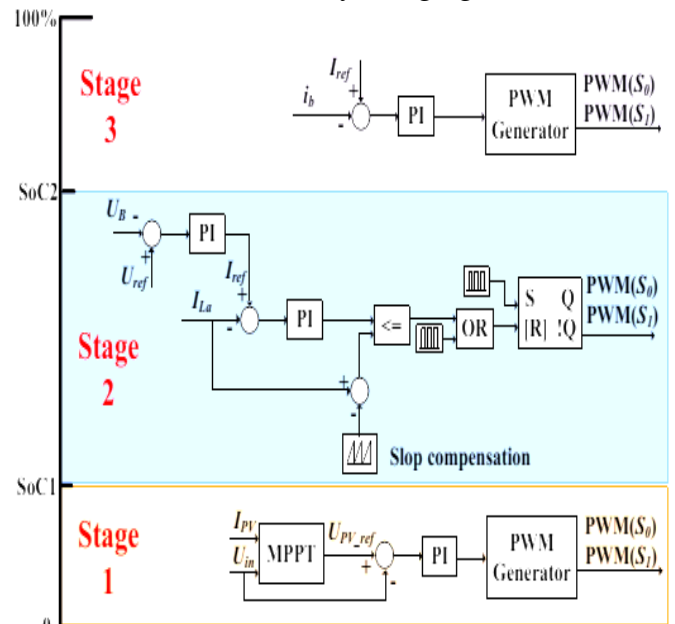 100%
Stage
3
I_ref
+
i_b
-
PI
PWM
Generator
PWM(S_0)
PWM(S_1)
SoC2
U_B -
+
U_ref
PI
I_ref
+
I_La
-
PI
<=
OR
S Q
[R] !Q
PWM(S_0)
PWM(S_1)
Stage
2
+
-
Slop compensation
SoC1
Stage
1
I_PV
U_in
MPPT
U_PV_ref
+
-
PI
PWM
Generator
PWM(S_0)
PWM(S_1)